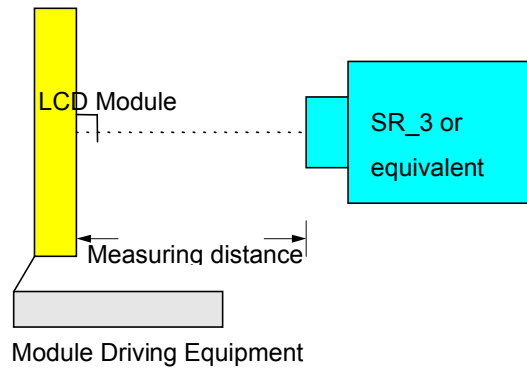 LCD Module
SR_3 or
equivalent
Measuring distance
Module Driving Equipment